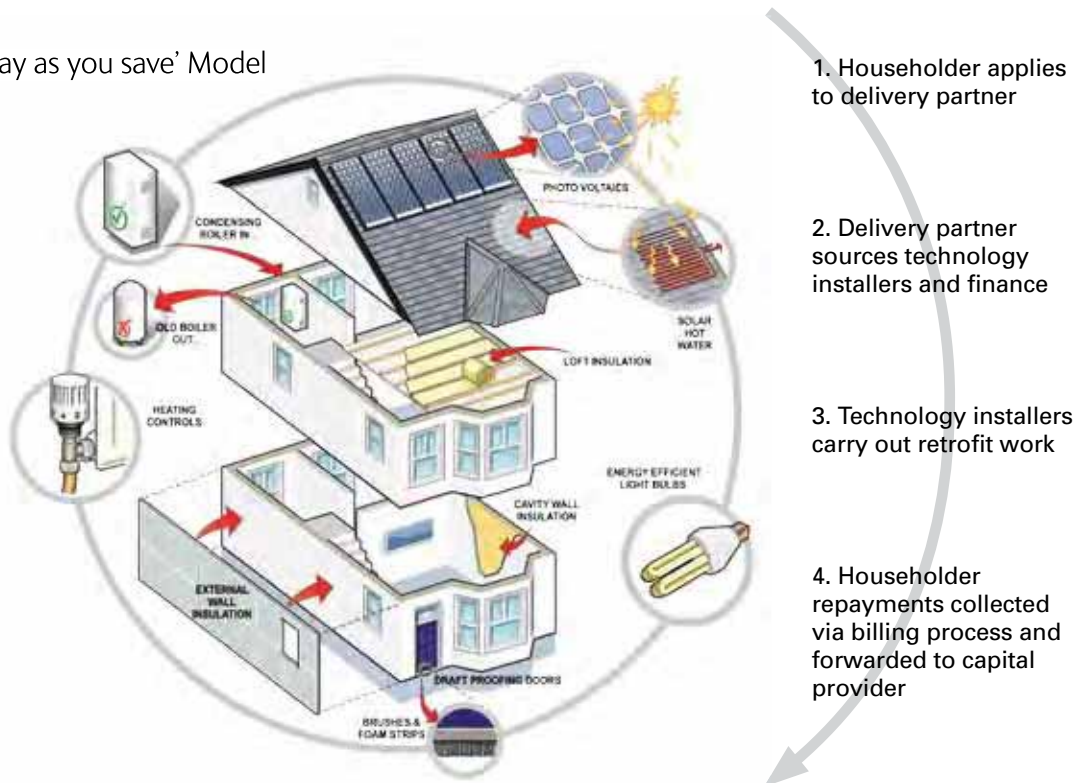 ay as you save’ Model
PHOTO VOLTAICS
CONDENSING
BOILER IN
OLD BOILER
OUT
SOLAR
HOT
WATER
LOFT INSULATION
HEATING
CONTROLS
ENERGY EFFICIENT
LIGHT BULBS
CAVITY WALL
INSULATION
EXTERNAL
WALL
INSULATION
DRAFT PROOFING DOORS
BRUSHES &
FOAM STRIPS
1. Householder applies
to delivery partner
2. Delivery partner
sources technology
installers and finance
3. Technology installers
carry out retrofit work
4. Householder
repayments collected
via billing process and
forwarded to capital
provider